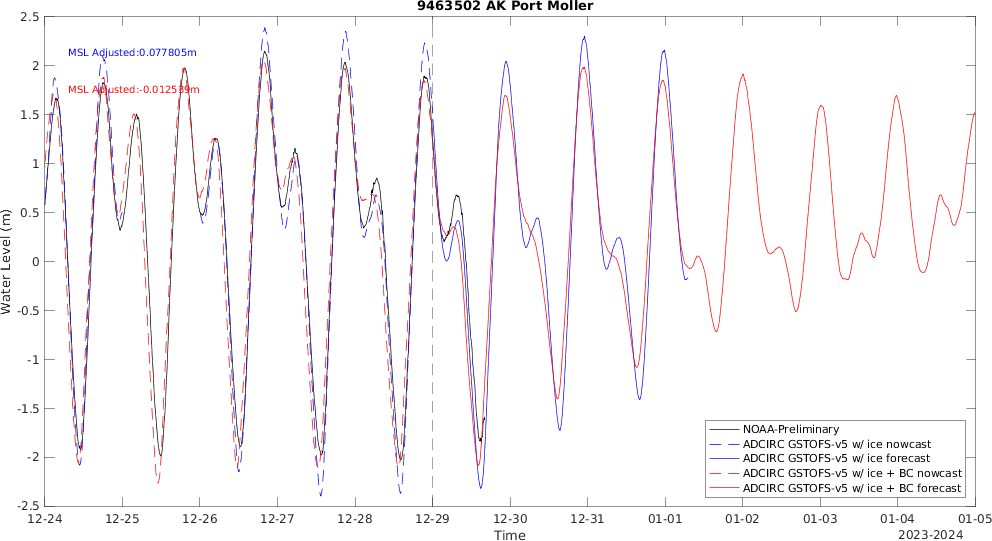 9463502 AK Port Moller
MSL Adjusted:0.077805m
MSL Adjusted:-0.012539m
Water Level (m)
2.5
2
1.5
1
0.5
0
-0.5
-1
-1.5
-2
-2.5
NOAA-Preliminary
ADCIRC GSTOFS-v5 w/ ice nowcast
ADCIRC GSTOFS-v5 w/ ice forecast
ADCIRC GSTOFS-v5 w/ ice + BC nowcast
ADCIRC GSTOFS-v5 w/ ice + BC forecast
12-24 12-25 12-26 12-27 12-28 12-29 12-30 12-31 01-01 01-02 01-03 01-04 01-05
Time
2023-2024